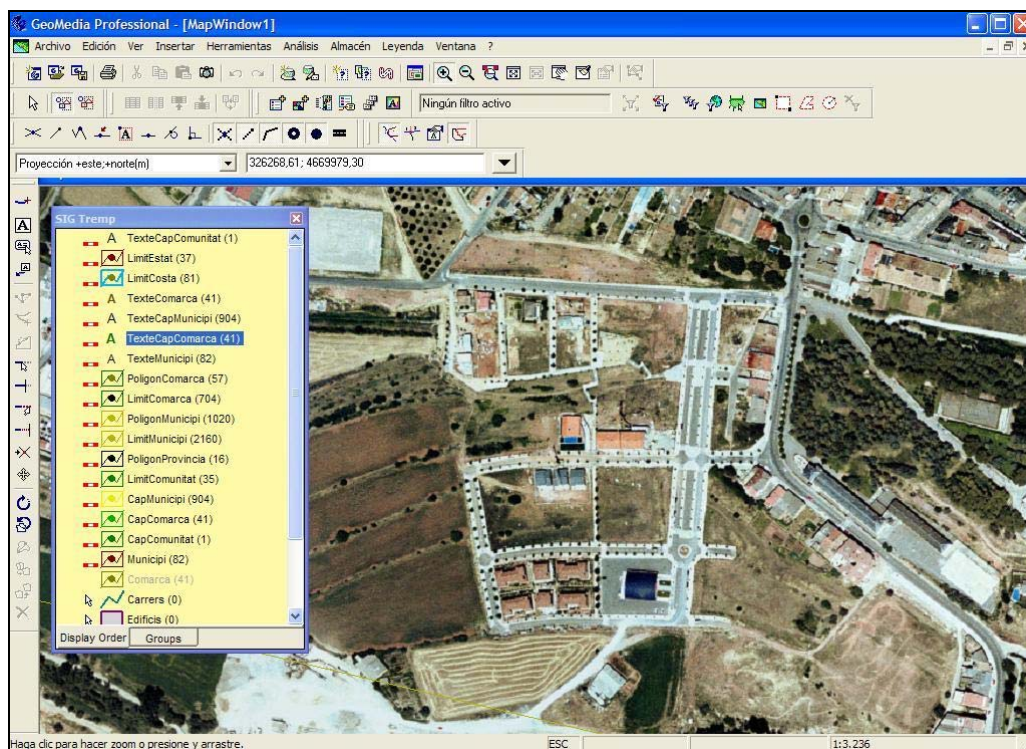 GeoMedia Professional - [MapWindow1]
Archivo Edición Ver Insertar Herramientas Análisis Almacén Leyenda Ventana ?
Ningún filtro activo
Proyección +este;+norte(m) 326268,61; 4669979,30
SIG Tremp
A TexteCapComunitat (1)
LimitEstat (37)
LimitCosta (81)
A TexteComarca (41)
A TexteCapMunicipi (904)
A TexteCapComarca (41)
A TexteMunicipi (82)
PoligonComarca (57)
LimitComarca (704)
PoligonMunicipi (1020)
LimitMunicipi (2160)
PoligonProvincia (16)
LimitComunitat (35)
CapMunicipi (904)
CapComarca (41)
CapComunitat (1)
Municipi (82)
Comarca (41)
Carrers (0)
Edificis (0)
Display Order Groups
Haga clic para hacer zoom o presione y arrastre. ESC 1:3.236